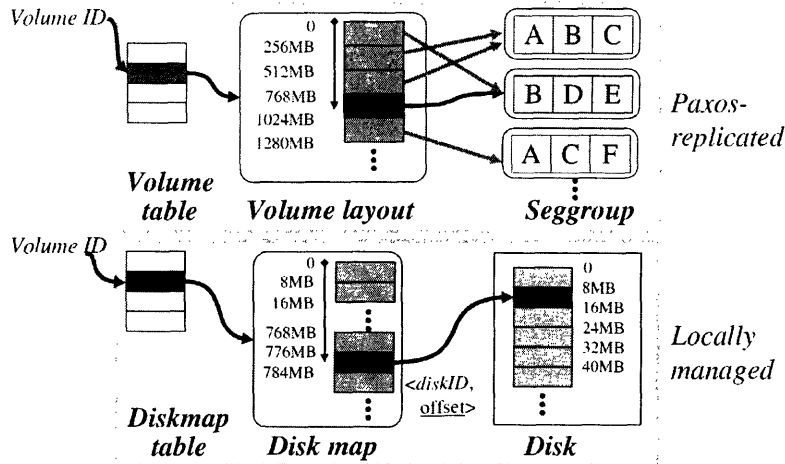 Volume ID
0
256MB
512MB
768MB
1024MB
1280MB
A B C
B D E
A C F
Paxos-
replicated
Volume
table
Volume layout
Seggroup
Volume ID
0
8MB
16MB
768MB
776MB
784MB
<diskID,
offset>
0
8MB
16MB
24MB
32MB
40MB
Locally
managed
Diskmap
table
Disk map
Disk